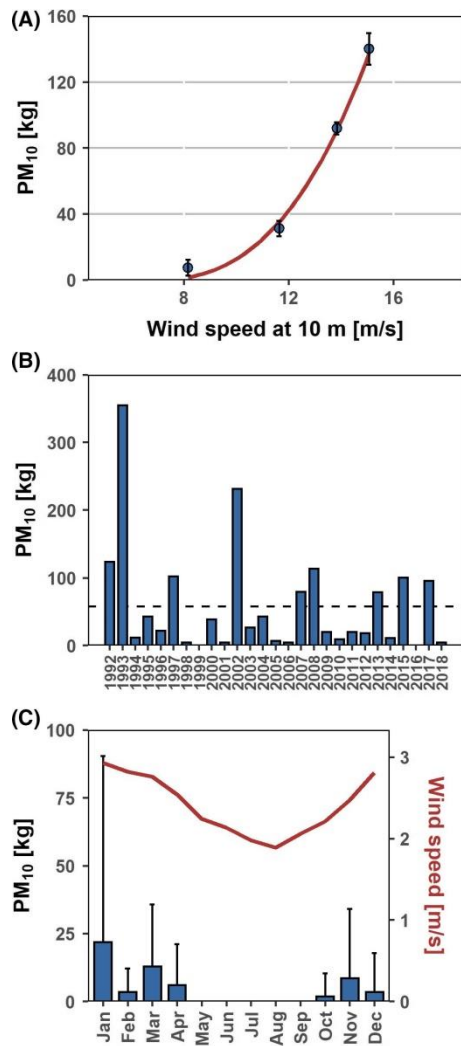 (A)
160
120
80
40
0
PM10 [kg]
8 12 16
Wind speed at 10 m [m/s]
(B)
400
300
200
100
0
PM10 [kg]
1992 1993 1994 1995 1996 1997 1998 1999 2000 2001 2002 2003 2004 2005 2006 2007 2008 2009 2010 2011 2012 2013 2014 2015 2016 2017 2018
(C)
100
75
50
25
0
PM10 [kg]
3
2
1
0
Wind speed
[m/s]
Jan Feb Mar Apr May Jun Jul Aug Sep Oct Nov Dec